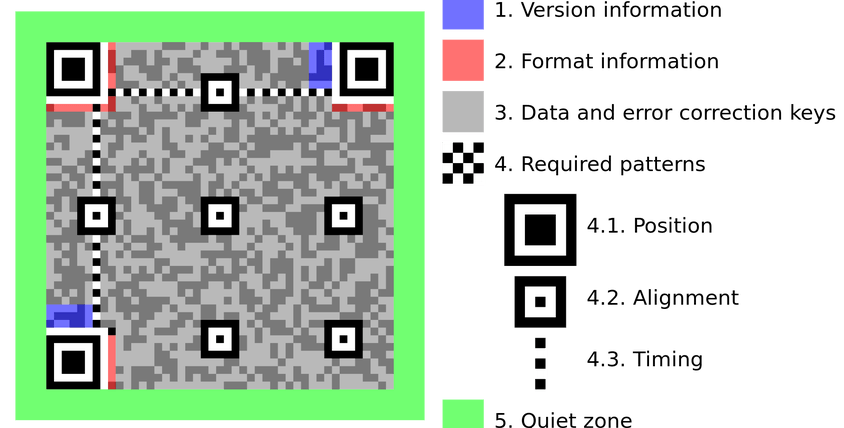 1. Version information
2. Format information
3. Data and error correction keys
4. Required patterns
4.1. Position
4.2. Alignment
4.3. Timing
5. Quiet zone